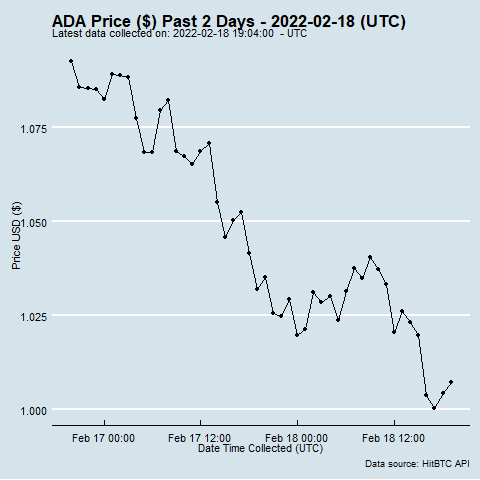 ADA Price ($) Past 2 Days - 2022-02-18 (UTC)
Latest data collected on: 2022-02-18 19:04:00  - UTC
1.075
1.050
1.025
1.000
Price USD ($)
Feb 17 00:00
Feb 17 12:00
Feb 18 00:00
Feb 18 12:00
Date Time Collected (UTC)
Data source: HitBTC API